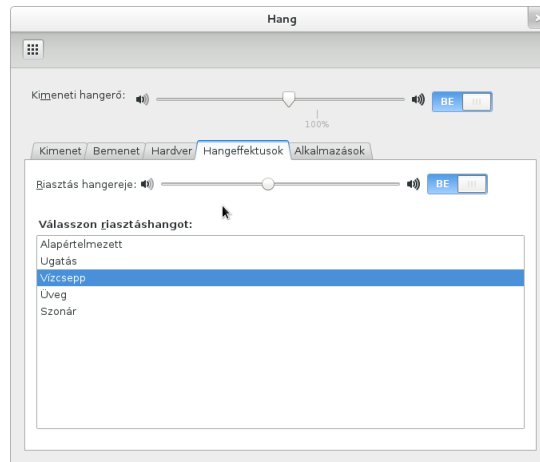 Hang
Kimeneti hangerő:
BE
100%
Kimenet Bemenet Hardver Hangeffektusok Alkalmazások
Riasztás hangereje:
BE
Válasszon riasztáshangot:
Alapértelmezett
Ugatás
Vízcsepp
Üveg
Szonár